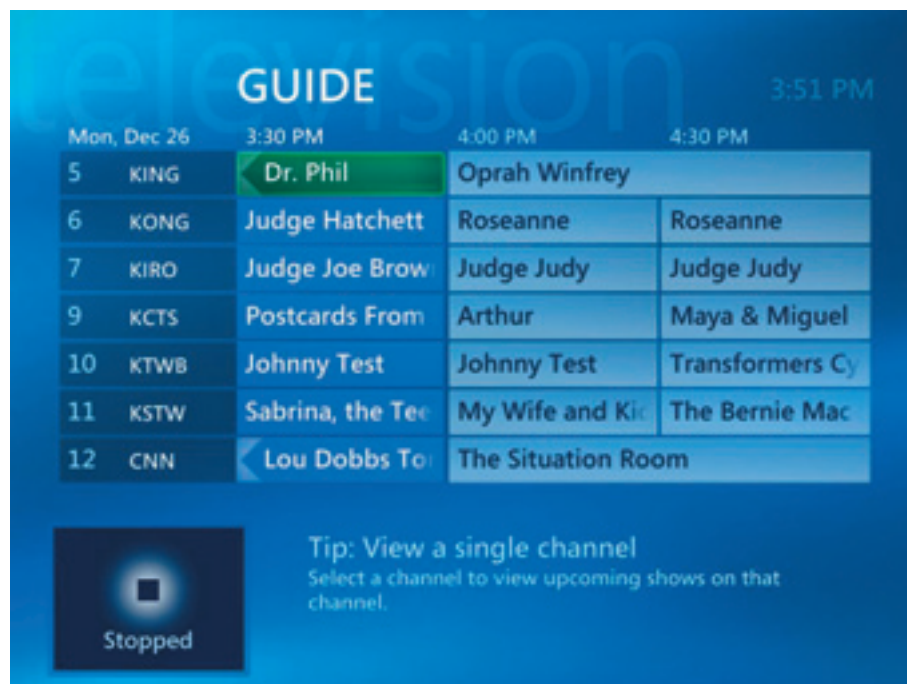 television
GUIDE 3:51 PM
Mon, Dec 26 3:30 PM 4:00 PM 4:30 PM
5 KING Dr. Phil Oprah Winfrey
6 KONG Judge Hatchett Roseanne Roseanne
7 KIRO Judge Joe Brow Judge Judy Judge Judy
9 KCTS Postcards From Arthur Maya & Miguel
10 KTWB Johnny Test Johnny Test Transformers Cy
11 KSTW Sabrina, the Tee My Wife and Kid The Bernie Mac
12 CNN Lou Dobbs To The Situation Room
Tip: View a single channel
Select a channel to view upcoming shows on that
channel.
Stopped